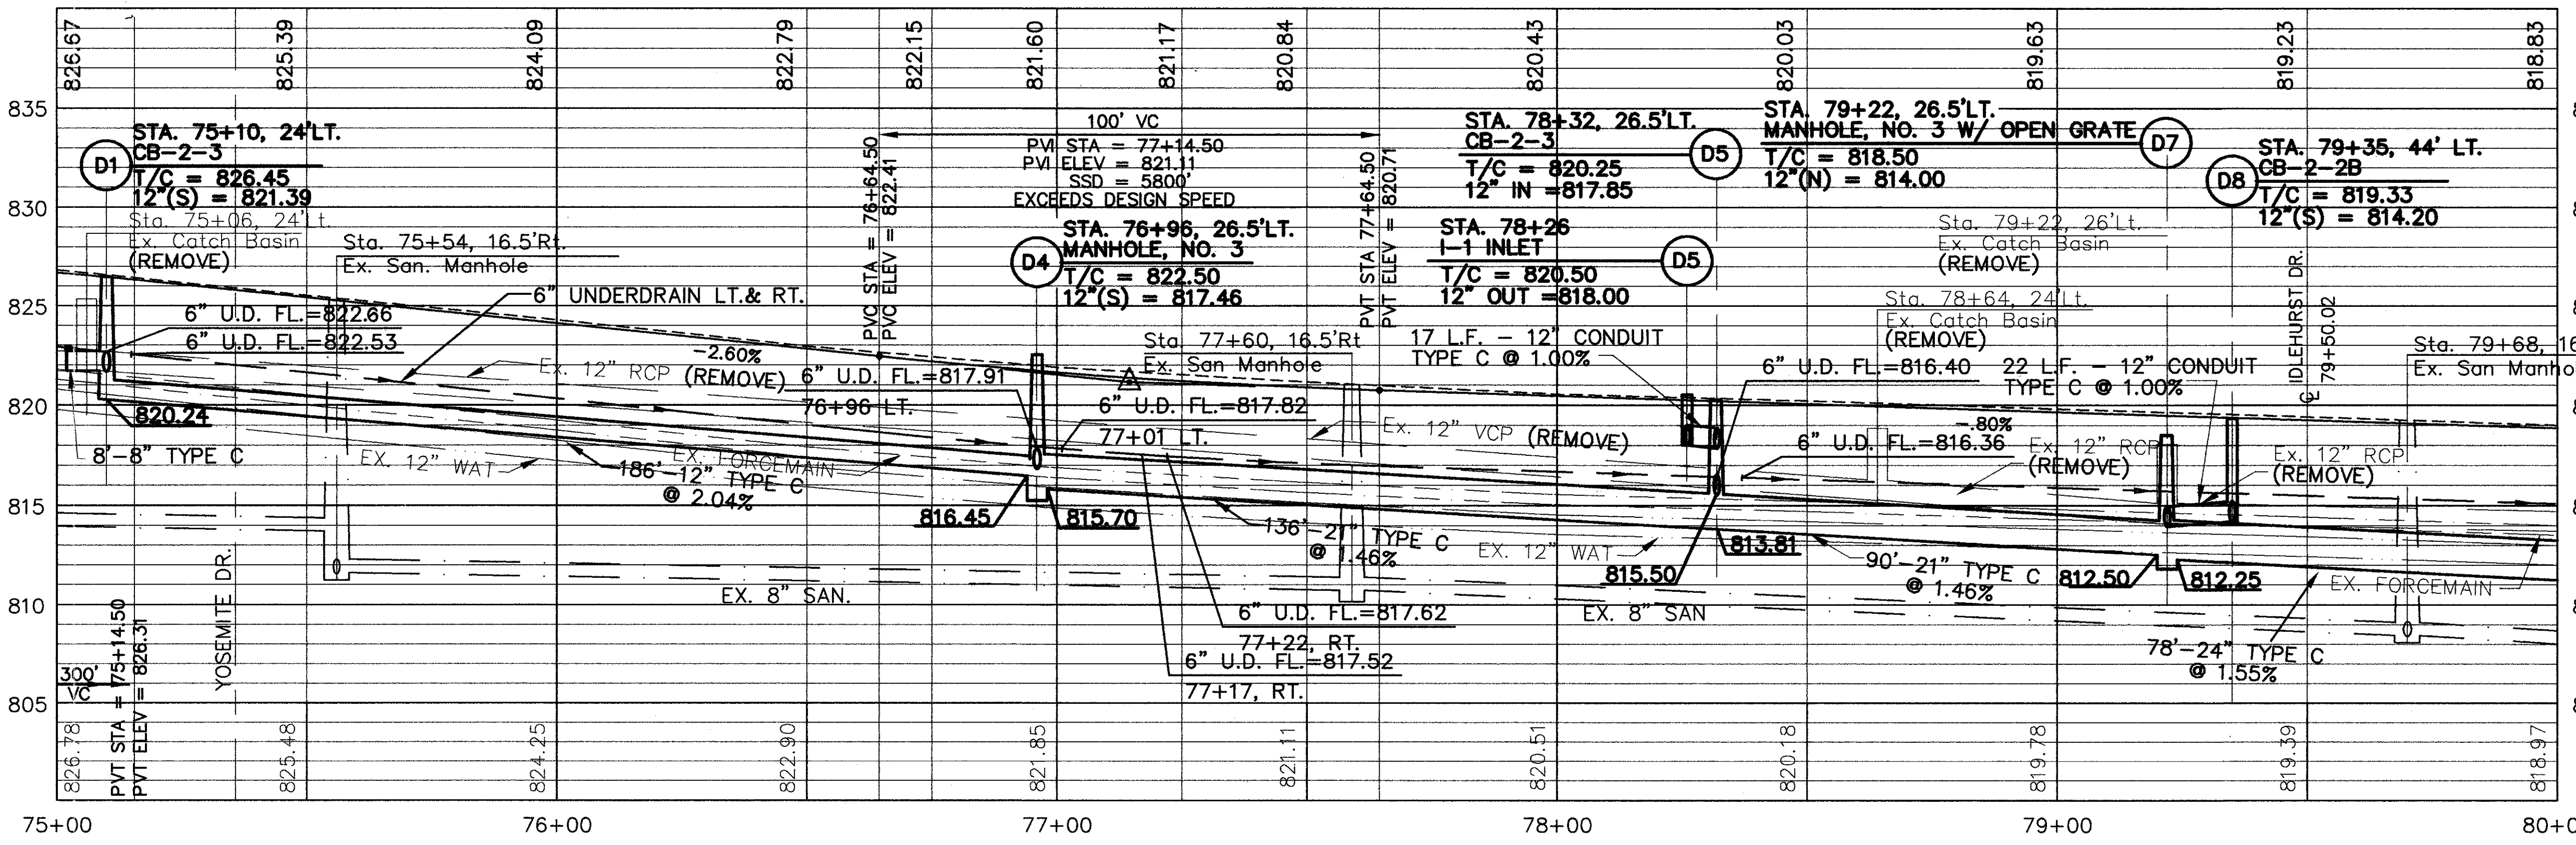 826.67
825.39
824.09
822.79
822.15
821.60
821.17
820.84
820.43
820.03
819.63
819.23
818.83
835
830
825
820
815
810
805
D1
STA. 75+10, 24'LT.
CB-2-3
T/C = 826.45
12"(S) = 821.39
Sta. 75+06, 24'Lt.
Ex. Catch Basin
(REMOVE)
Sta. 75+54, 16.5'Rt.
Ex. San. Manhole
6" UNDERDRAIN LT.& RT.
6" U.D. FL.=822.66
6" U.D. FL.=822.53
820.24
8'-8" TYPE C
EX. 12" WAT
Ex. 12" RCP (REMOVE)
-2.60%
186'-12" TYPE C
@ 2.04%
EX. FORCEMAIN
PVC STA = 76+64.50
PVC ELEV = 822.41
100' VC
PVI STA = 77+14.50
PVI ELEV = 821.11
SSD = 5800'
EXCEEDS DESIGN SPEED
PVT STA 77+64.50
PVT ELEV = 820.71
D4
STA. 76+96, 26.5'LT.
MANHOLE, NO. 3
T/C = 822.50
12"(S) = 817.46
6" U.D. FL.=817.91
76+96 LT.
Sta. 77+60, 16.5'Rt
Ex. San Manhole
6" U.D. FL.=817.82
77+01 LT.
Ex. 12" VCP (REMOVE)
816.45
815.70
136'-21" TYPE C
@ 1.46%
EX. 8" SAN.
6" U.D. FL.=817.62
77+22, RT.
6" U.D. FL.=817.52
77+17, RT.
STA. 78+32, 26.5'LT.
CB-2-3
T/C = 820.25
12" IN =817.85
D5
STA. 78+26
I-1 INLET
T/C = 820.50
12" OUT =818.00
D5
17 L.F. - 12" CONDUIT
TYPE C @ 1.00%
EX. 12" WAT
815.50
813.81
EX. 8" SAN
STA. 79+22, 26.5'LT.
MANHOLE, NO. 3 W/ OPEN GRATE
T/C = 818.50
12"(N) = 814.00
D7
Sta. 79+22, 26'Lt.
Ex. Catch Basin
(REMOVE)
Sta. 78+64, 24'Lt.
Ex. Catch Basin
(REMOVE)
6" U.D. FL.=816.40
22 L.F. - 12" CONDUIT
TYPE C @ 1.00%
-.80%
6" U.D. FL.=816.36
Ex. 12" RCP
(REMOVE)
90'-21" TYPE C
@ 1.46%
812.50
812.25
D8
STA. 79+35, 44' LT.
CB-2-2B
T/C = 819.33
12"(S) = 814.20
IDLEHURST DR.
79+50.02
Sta. 79+68, 16
Ex. San Manho
Ex. 12" RCP
(REMOVE)
EX. FORCEMAIN
78'-24" TYPE C
@ 1.55%
300'
VC
PVT STA = 75+14.50
PVT ELEV = 826.31
YOSEMITE DR.
826.78
825.48
824.25
822.90
821.85
821.11
820.51
820.18
819.78
819.39
818.97
75+00
76+00
77+00
78+00
79+00
80+0